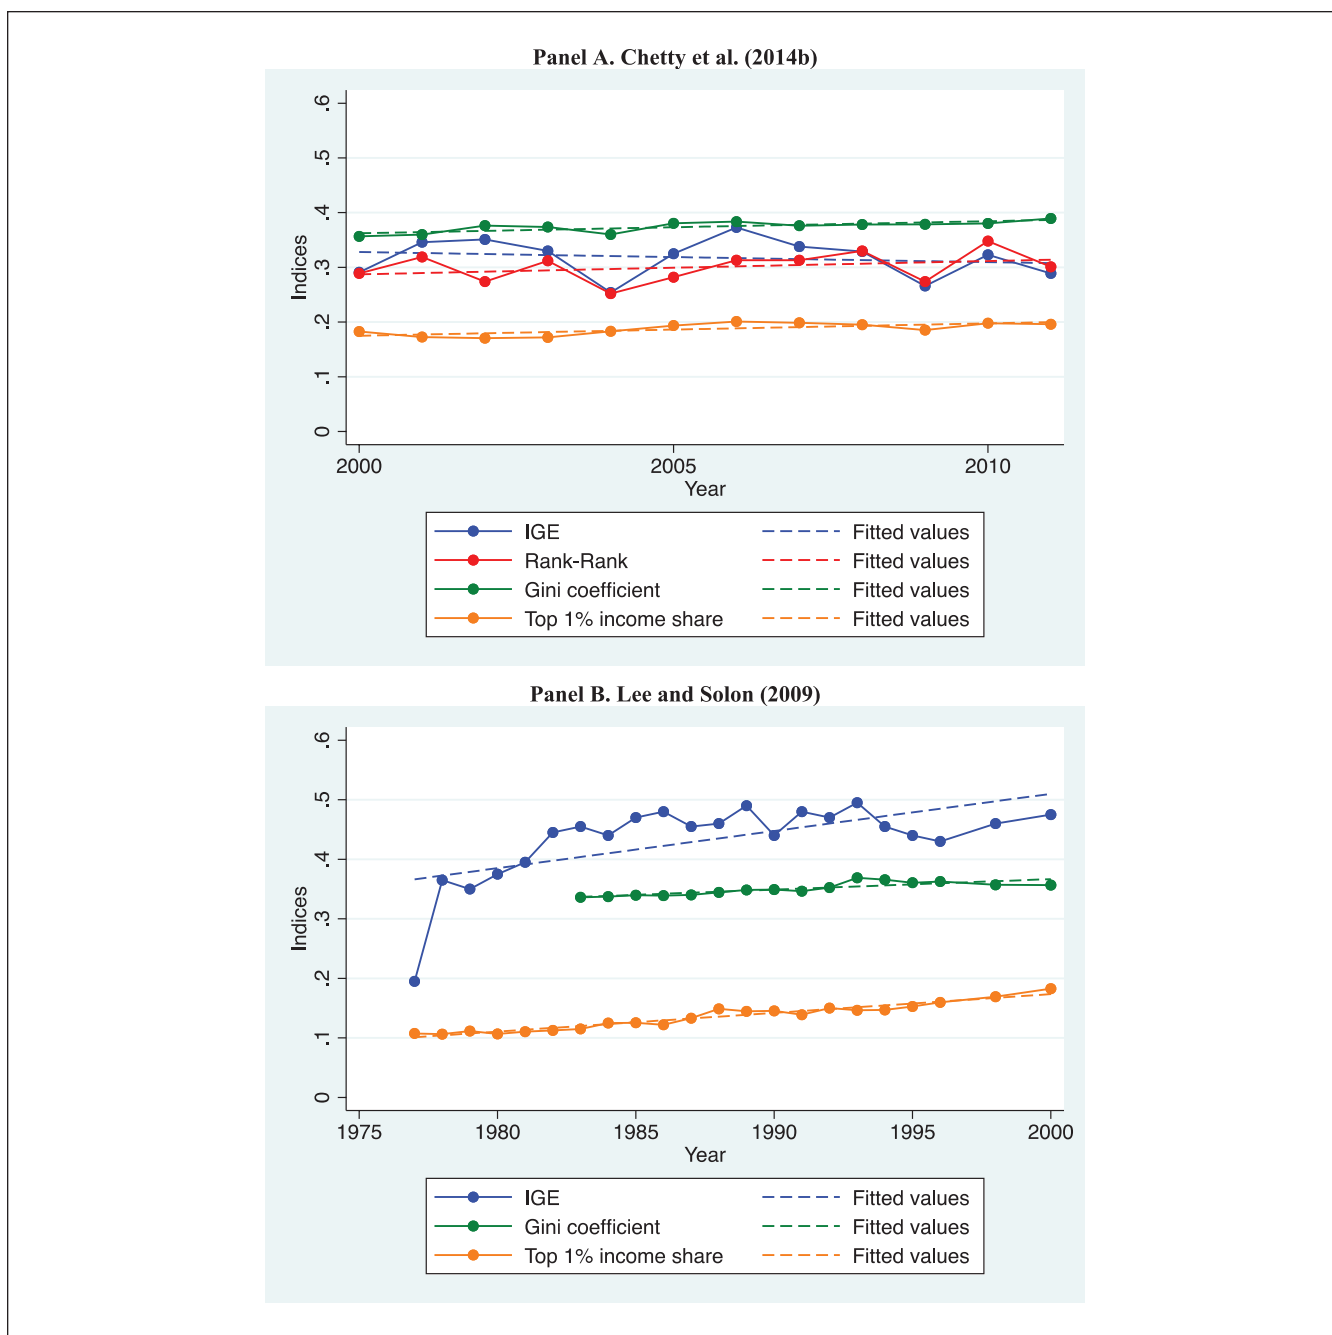 Panel A. Chetty et al. (2014b)
.6
.5
.4
.3
.2
.1
0
Indices
2000 2005 2010
Year
IGE Fitted values
Rank-Rank Fitted values
Gini coefficient Fitted values
Top 1% income share Fitted values
Panel B. Lee and Solon (2009)
.6
.5
.4
.3
.2
.1
0
Indices
1975 1980 1985 1990 1995 2000
Year
IGE Fitted values
Gini coefficient Fitted values
Top 1% income share Fitted values